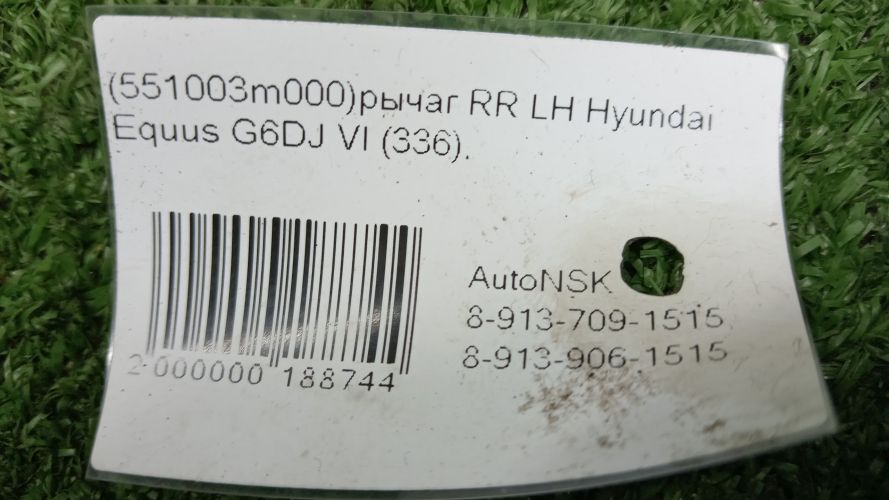 (551003m000)рычаг RR LH Hyundai
Equus G6DJ VI (336).
AutoNSK
8-913-709-1515
8-913-906-1515
2 000000 188744